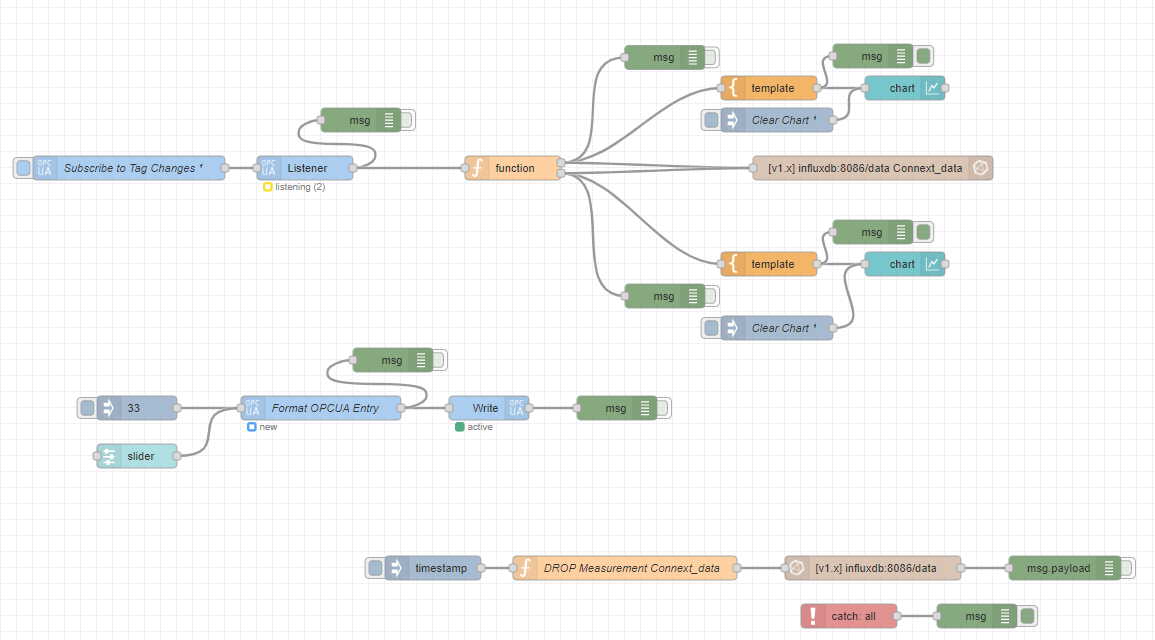 msg
msg
template
chart
msg
Clear Chart ¹
OPC UA
Subscribe to Tag Changes ¹
OPC UA
Listener
function
[v1.x] influxdb:8086/data Connext_data
listening (2)
msg
template
chart
msg
Clear Chart ¹
msg
33
OPC UA
Format OPCUA Entry
Write
OPC UA
msg
new
active
slider
timestamp
DROP Measurement Connext_data
[v1.x] influxdb:8086/data
msg.payload
catch: all
msg